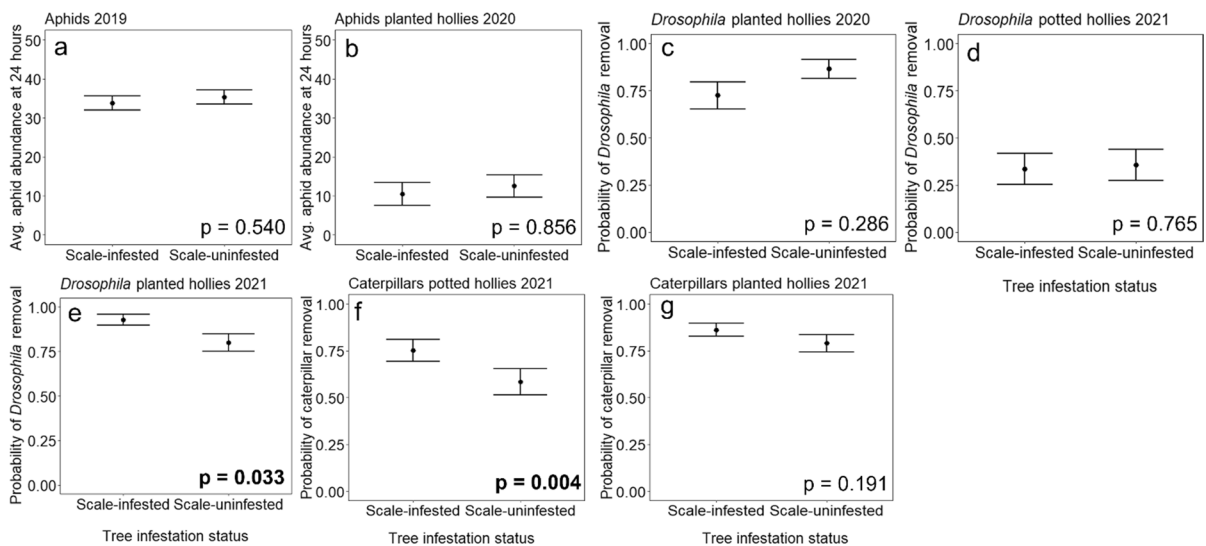 Aphids 2019
a
Avg. aphid abundance at 24 hours
50
40
30
20
10
0
p = 0.540
Scale-infested Scale-uninfested
Aphids planted hollies 2020
b
Avg. aphid abundance at 24 hours
50
40
30
20
10
0
p = 0.856
Scale-infested Scale-uninfested
Drosophila planted hollies 2020
c
Probability of Drosophila removal
1.00
0.75
0.50
0.25
0.00
p = 0.286
Scale-infested Scale-uninfested
Drosophila potted hollies 2021
d
Probability of Drosophila removal
1.00
0.75
0.50
0.25
0.00
p = 0.765
Scale-infested Scale-uninfested
Tree infestation status
Drosophila planted hollies 2021
e
Probability of Drosophila removal
1.00
0.75
0.50
0.25
0.00
p = 0.033
Scale-infested Scale-uninfested
Tree infestation status
Caterpillars potted hollies 2021
f
Probability of caterpillar removal
1.00
0.75
0.50
0.25
0.00
p = 0.004
Scale-infested Scale-uninfested
Tree infestation status
Caterpillars planted hollies 2021
g
Probability of caterpillar removal
1.00
0.75
0.50
0.25
0.00
p = 0.191
Scale-infested Scale-uninfested
Tree infestation status